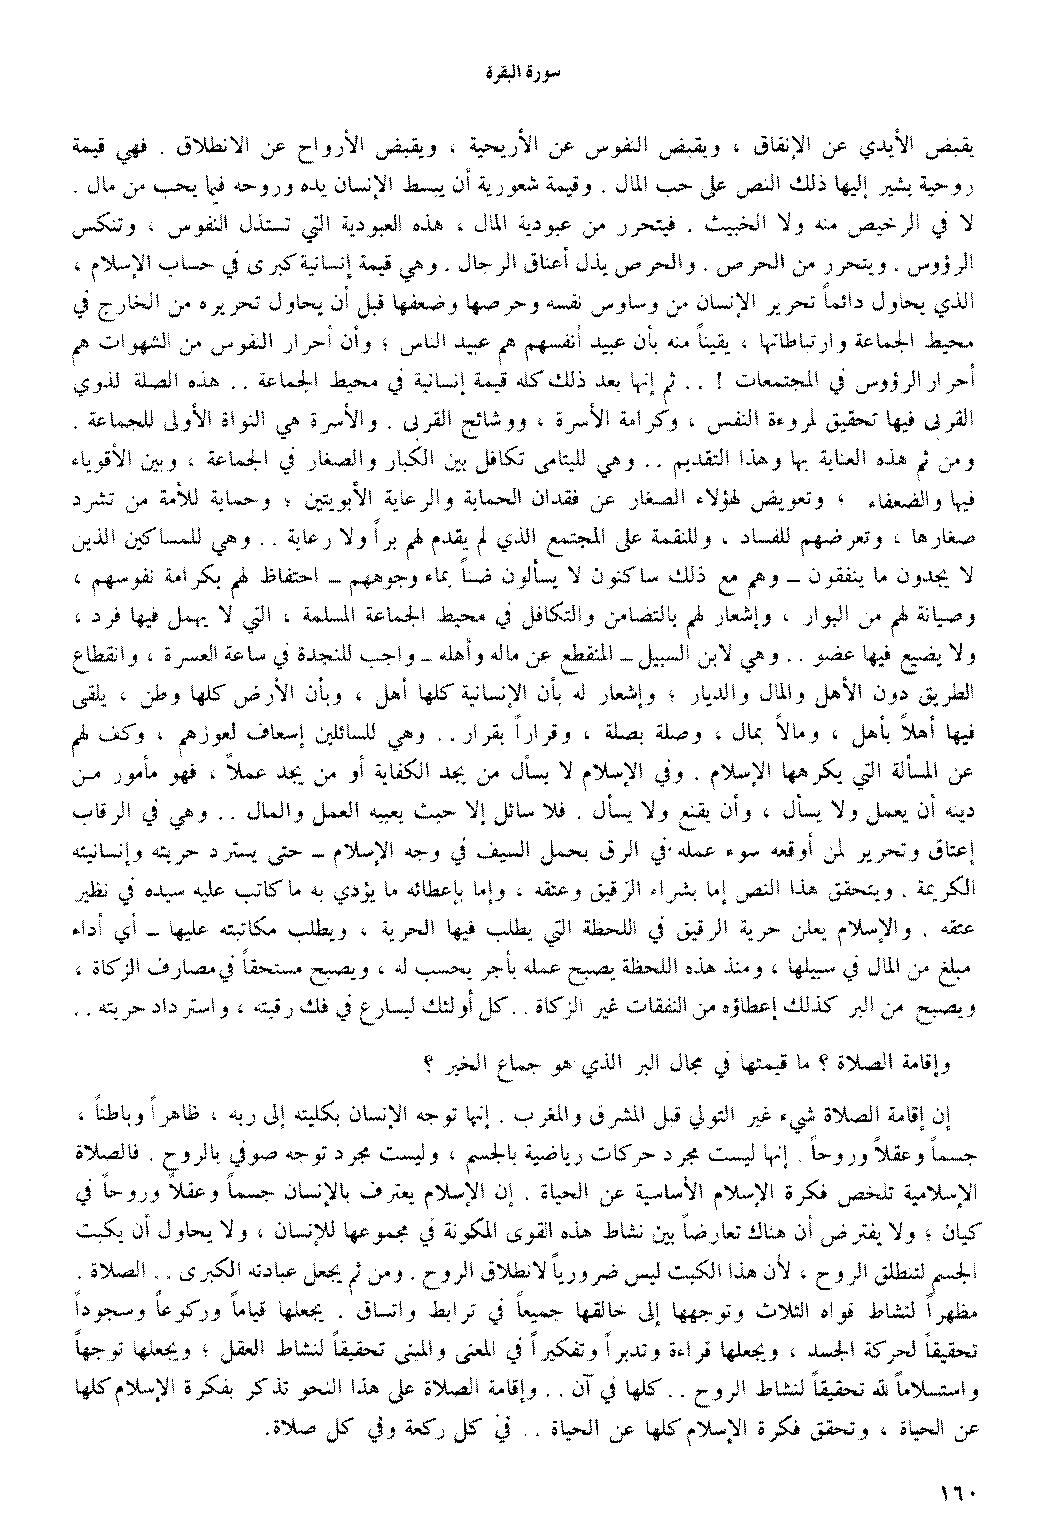 سورة البقرة
يقبض الأيدي عن الإنفاق ، ويقبض النفوس عن الأريحية ، ويقبض الأرواح عن الانطلاق . فهي قيمة
روحية يشير إليها ذلك النص على حب المال . وقيمة شعورية أن يبسط الإنسان يده وروحه فيما يحب من مال .
لا في الرخيص منه ولا الخبيث . فيتحرر من عبودية المال ، هذه العبودية التي تستذل النفوس ، وتنكس
الرؤوس . ويتحرر من الحرص . والحرص يذل أعناق الرجال . وهي قيمة إنسانية كبرى في حساب الإسلام ،
الذي يحاول دائماً تحرير الإنسان من وساوس نفسه وحرصها وضعفها قبل أن يحاول تحريره من الخارج في
محيط الجماعة وارتباطاتها ، يقيناً منه بأن عبيد أنفسهم هم عبيد الناس ؛ وأن أحرار النفوس من الشهوات هم
أحرار الرؤوس في المجتمعات ! .. ثم إنها بعد ذلك كله قيمة إنسانية في محيط الجماعة .. هذه الصلة لذوي
القربى فيها تحقيق لمروءة النفس ، وكرامة الأسرة ، ووشائج القربى . والأسرة هي النواة الأولى للجماعة .
ومن ثم هذه العناية بها وهذا التقديم .. وهي لليتامى تكافل بين الكبار والصغار في الجماعة ، وبين الأقوياء
فيها والضعفاء ؛ وتعويض لهؤلاء الصغار عن فقدان الحماية والرعاية الأبويتين ؛ وحماية للأمة من تشرد
صغارها ، وتعرضهم للفساد ، وللنقمة على المجتمع الذي لم يقدم لهم براً ولا رعاية .. وهي للمساكين الذين
لا يجدون ما ينفقون – وهم مع ذلك ساكنون لا يسألون ضناً بماء وجوههم – احتفاظ لهم بكرامة نفوسهم ،
وصيانة لهم من البوار ، وإشعار لهم بالتضامن والتكافل في محيط الجماعة المسلمة ، التي لا يهمل فيها فرد ،
ولا يضيع فيها عضو .. وهي لابن السبيل – المنقطع عن ماله وأهله – واجب للنجدة في ساعة العسرة ، وانقطاع
الطريق دون الأهل والمال والديار ؛ وإشعار له بأن الإنسانية كلها أهل ، وبأن الأرض كلها وطن ، يلقى
فيها أهلاً بأهل ، ومالاً بمال ، وصلة بصلة ، وقراراً بقرار .. وهي للسائلين إسعاف لعوزهم ، وكف لهم
عن المسألة التي يكرهها الإسلام . وفي الإسلام لا يسأل من يجد الكفاية أو من يجد عملاً ، فهو مأمور من
دينه أن يعمل ولا يسأل ، وأن يقنع ولا يسأل . فلا سائل إلا حيث يعييه العمل والمال .. وهي في الرقاب
إعتاق وتحرير لمن أوقعه سوء عمله في الرق بحمل السيف في وجه الإسلام – حتى يسترد حريته وإنسانيته
الكريمة . ويتحقق هذا النص إما بشراء الرقيق وعتقه ، وإما بإعطائه ما يؤدي به ما كاتب عليه سيده في نظير
عتقه . والإسلام يعلن حرية الرقيق في اللحظة التي يطلب فيها الحرية ، ويطلب مكاتبته عليها – أي أداء
مبلغ من المال في سبيلها ، ومنذ هذه اللحظة يصبح عمله بأجر يحسب له ، ويصبح مستحقاً في مصارف الزكاة ،
ويصبح من البر كذلك إعطاؤه من النفقات غير الزكاة .. كل أولئك ليسارع في فك رقبته ، واسترداد حريته ..
وإقامة الصلاة ؟ ما قيمتها في مجال البر الذي هو جماع الخير ؟
إن إقامة الصلاة شيء غير التولي قبل المشرق والمغرب . إنها توجه الإنسان بكليته إلى ربه ، ظاهراً وباطناً ،
جسماً وعقلاً وروحاً . إنها ليست مجرد حركات رياضية بالجسم ، وليست مجرد توجه صوفي بالروح . فالصلاة
الإسلامية تلخص فكرة الإسلام الأساسية عن الحياة . إن الإسلام يعترف بالإنسان جسماً وعقلاً وروحاً في
كيان ؛ ولا يفترض أن هناك تعارضاً بين نشاط هذه القوى المكونة في مجموعها للإنسان ، ولا يحاول أن يكبت
الجسم لتنطلق الروح ، لأن هذا الكبت ليس ضرورياً لانطلاق الروح . ومن ثم يجعل عبادته الكبرى .. الصلاة .
مظهراً لنشاط قواه الثلاث وتوجهها إلى خالقها جميعاً في ترابط واتساق . يجعلها قياماً وركوعاً وسجوداً
تحقيقاً لحركة الجسد ، ويجعلها قراءة وتدبراً وتفكيراً في المعنى والمبنى تحقيقاً لنشاط العقل ؛ ويجعلها توجهاً
واستسلاماً لله تحقيقاً لنشاط الروح .. كلها في آن .. وإقامة الصلاة على هذا النحو تذكر بفكرة الإسلام كلها
عن الحياة ، وتحقق فكرة الإسلام كلها عن الحياة .. في كل ركعة وفي كل صلاة.
١٦٠